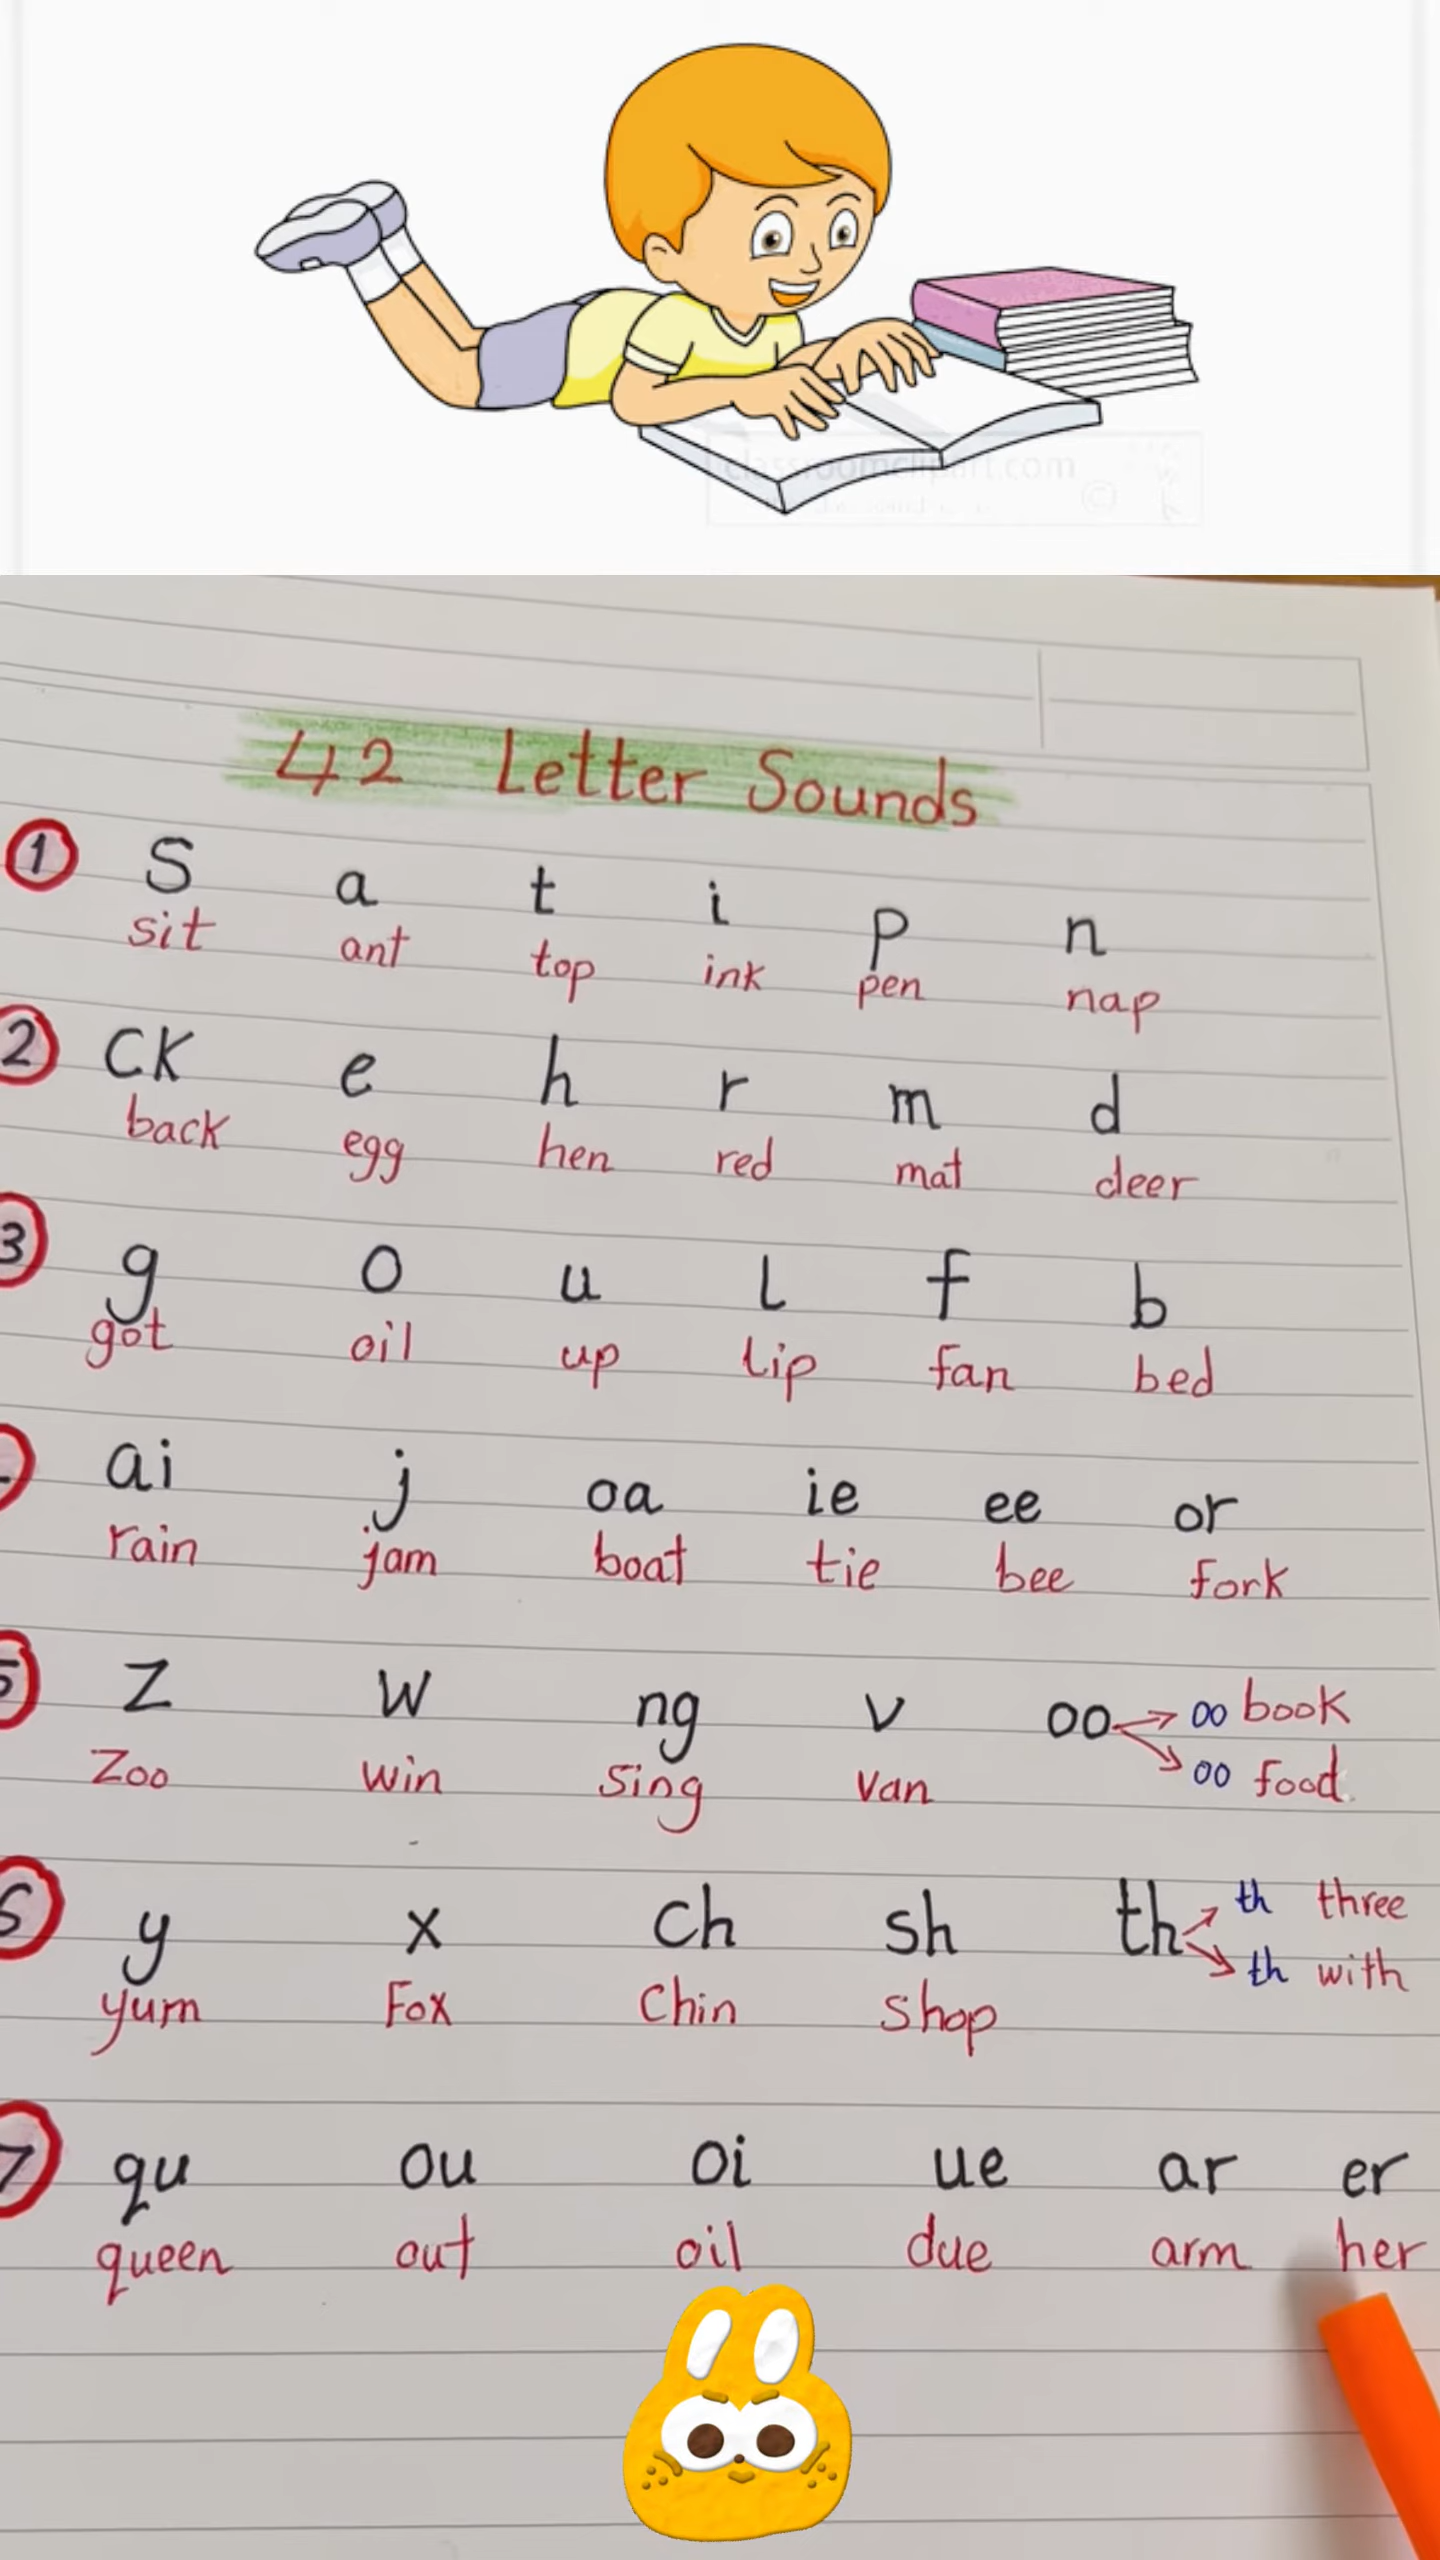 classroomclipart.com
42 Letter Sounds
1 S a t i p n
sit ant top ink pen nap
2 CK e h r m d
back egg hen red mat deer
3 g o u l f b
got oil up lip fan bed
ai j oa ie ee or
rain jam boat tie bee fork
5 Z W ng v oo oo book
Zoo win Sing Van oo food
6 y x Ch sh th th three
yum Fox Chin Shop th with
7 qu ou oi ue ar er
queen out oil due arm her